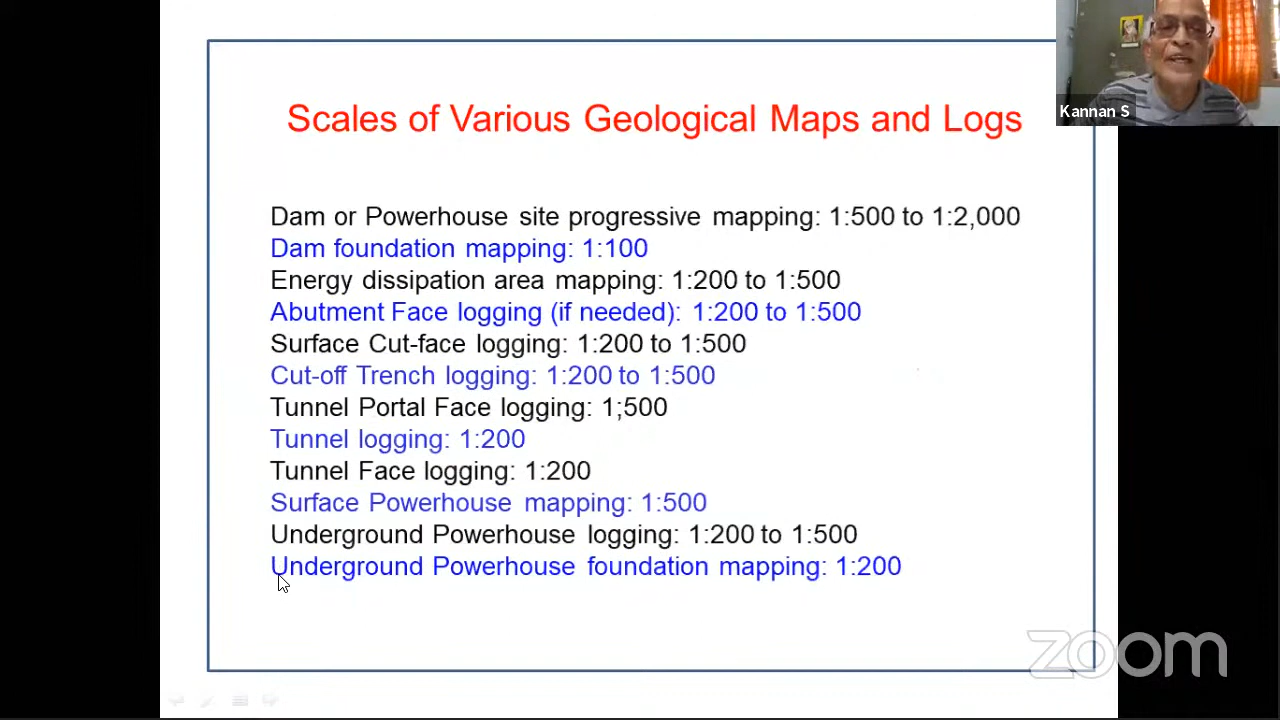 Scales of Various Geological Maps and Logs
Kannan S
Dam or Powerhouse site progressive mapping: 1:500 to 1:2,000
Dam foundation mapping: 1:100
Energy dissipation area mapping: 1:200 to 1:500
Abutment Face logging (if needed): 1:200 to 1:500
Surface Cut-face logging: 1:200 to 1:500
Cut-off Trench logging: 1:200 to 1:500
Tunnel Portal Face logging: 1;500
Tunnel logging: 1:200
Tunnel Face logging: 1:200
Surface Powerhouse mapping: 1:500
Underground Powerhouse logging: 1:200 to 1:500
Underground Powerhouse foundation mapping: 1:200
zoom